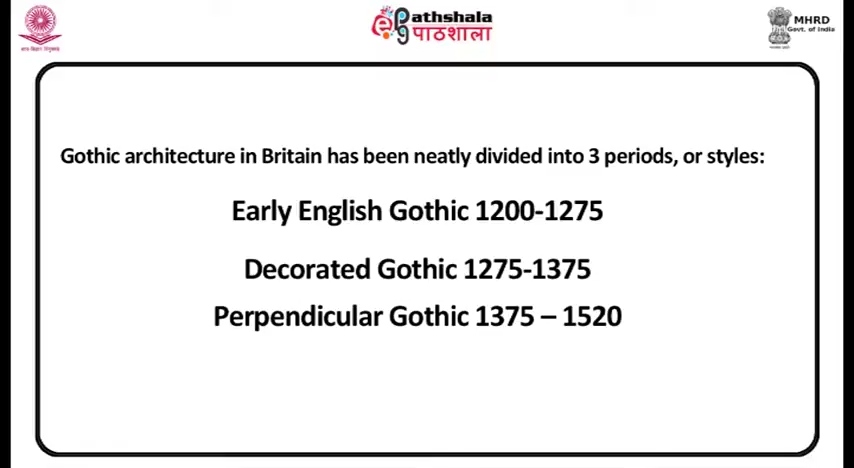 ePathshala
पाठशाला
MHRD
Govt. of India
Gothic architecture in Britain has been neatly divided into 3 periods, or styles:
Early English Gothic 1200-1275
Decorated Gothic 1275-1375
Perpendicular Gothic 1375 – 1520